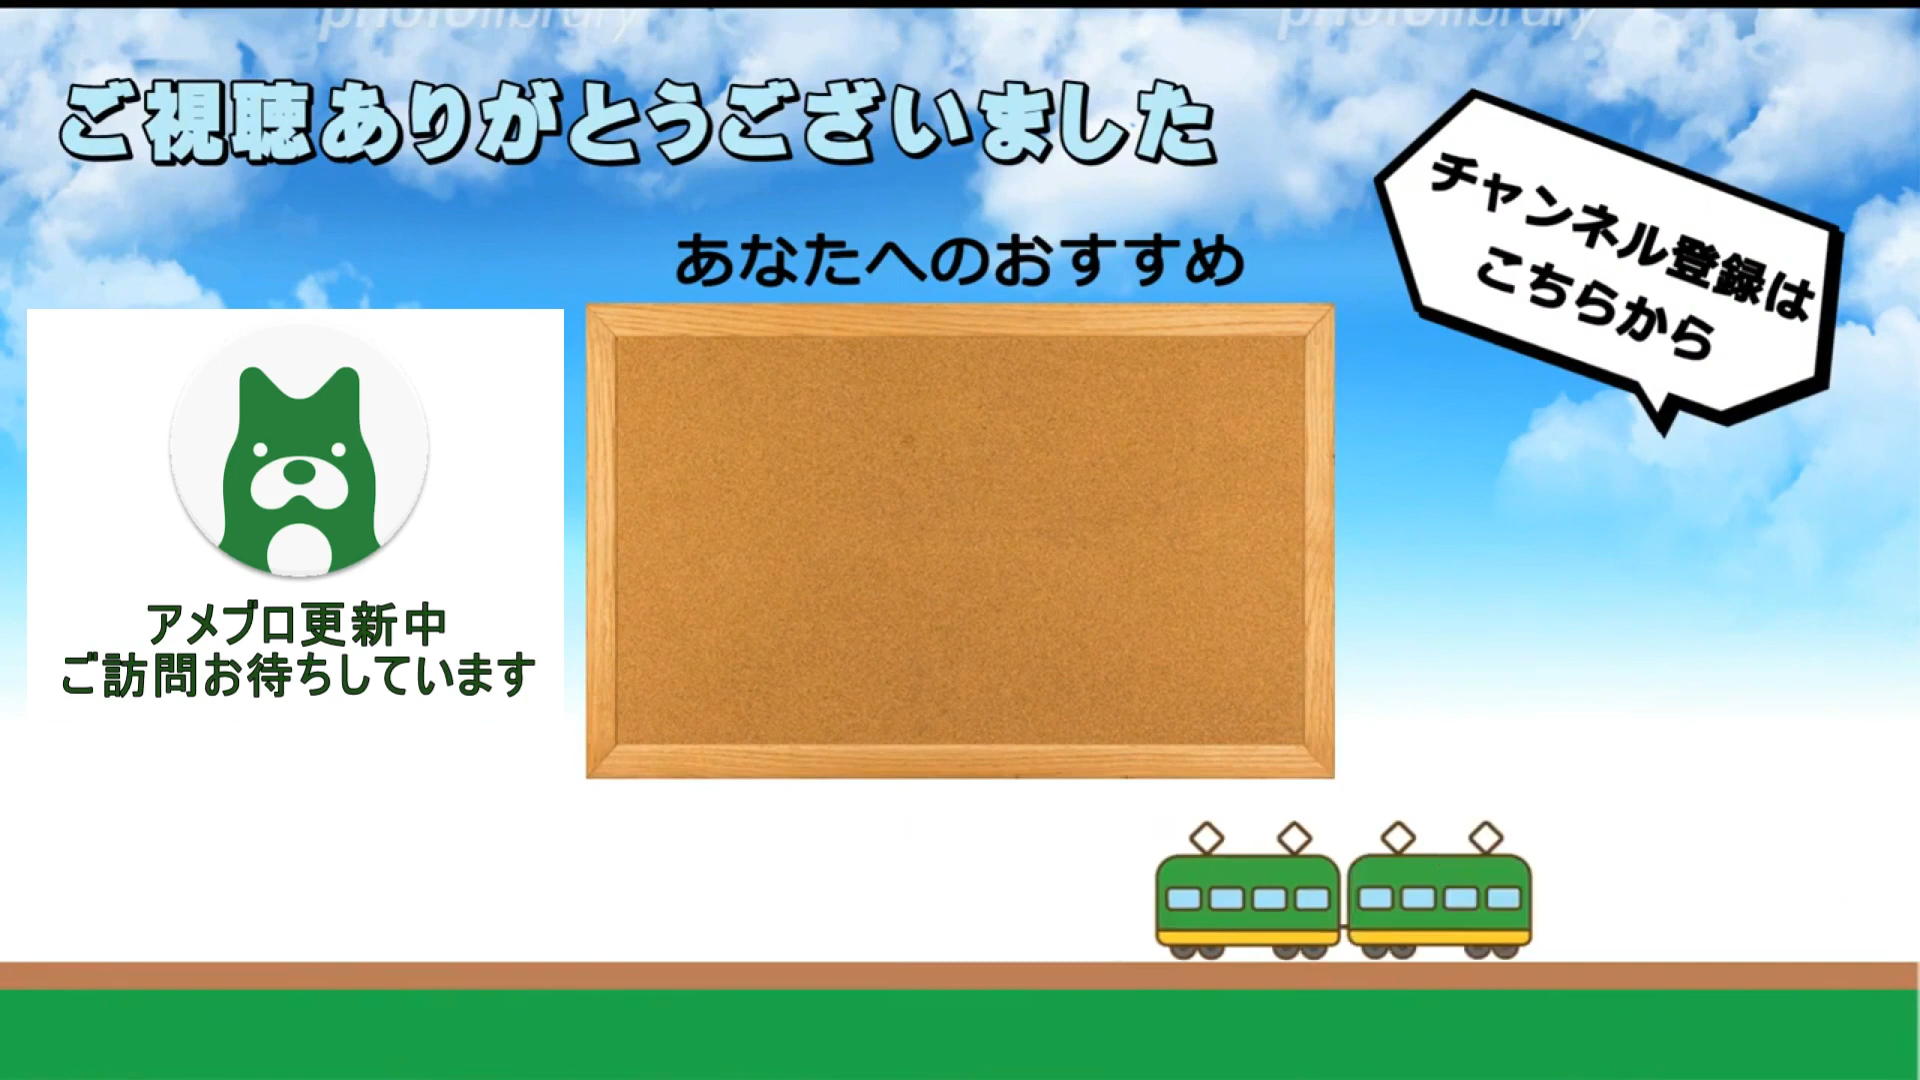 photolibrary
photolibrary
ご視聴ありがとうございました
チャンネル登録は
こちらから
あなたへのおすすめ
アメブロ更新中
ご訪問お待ちしています